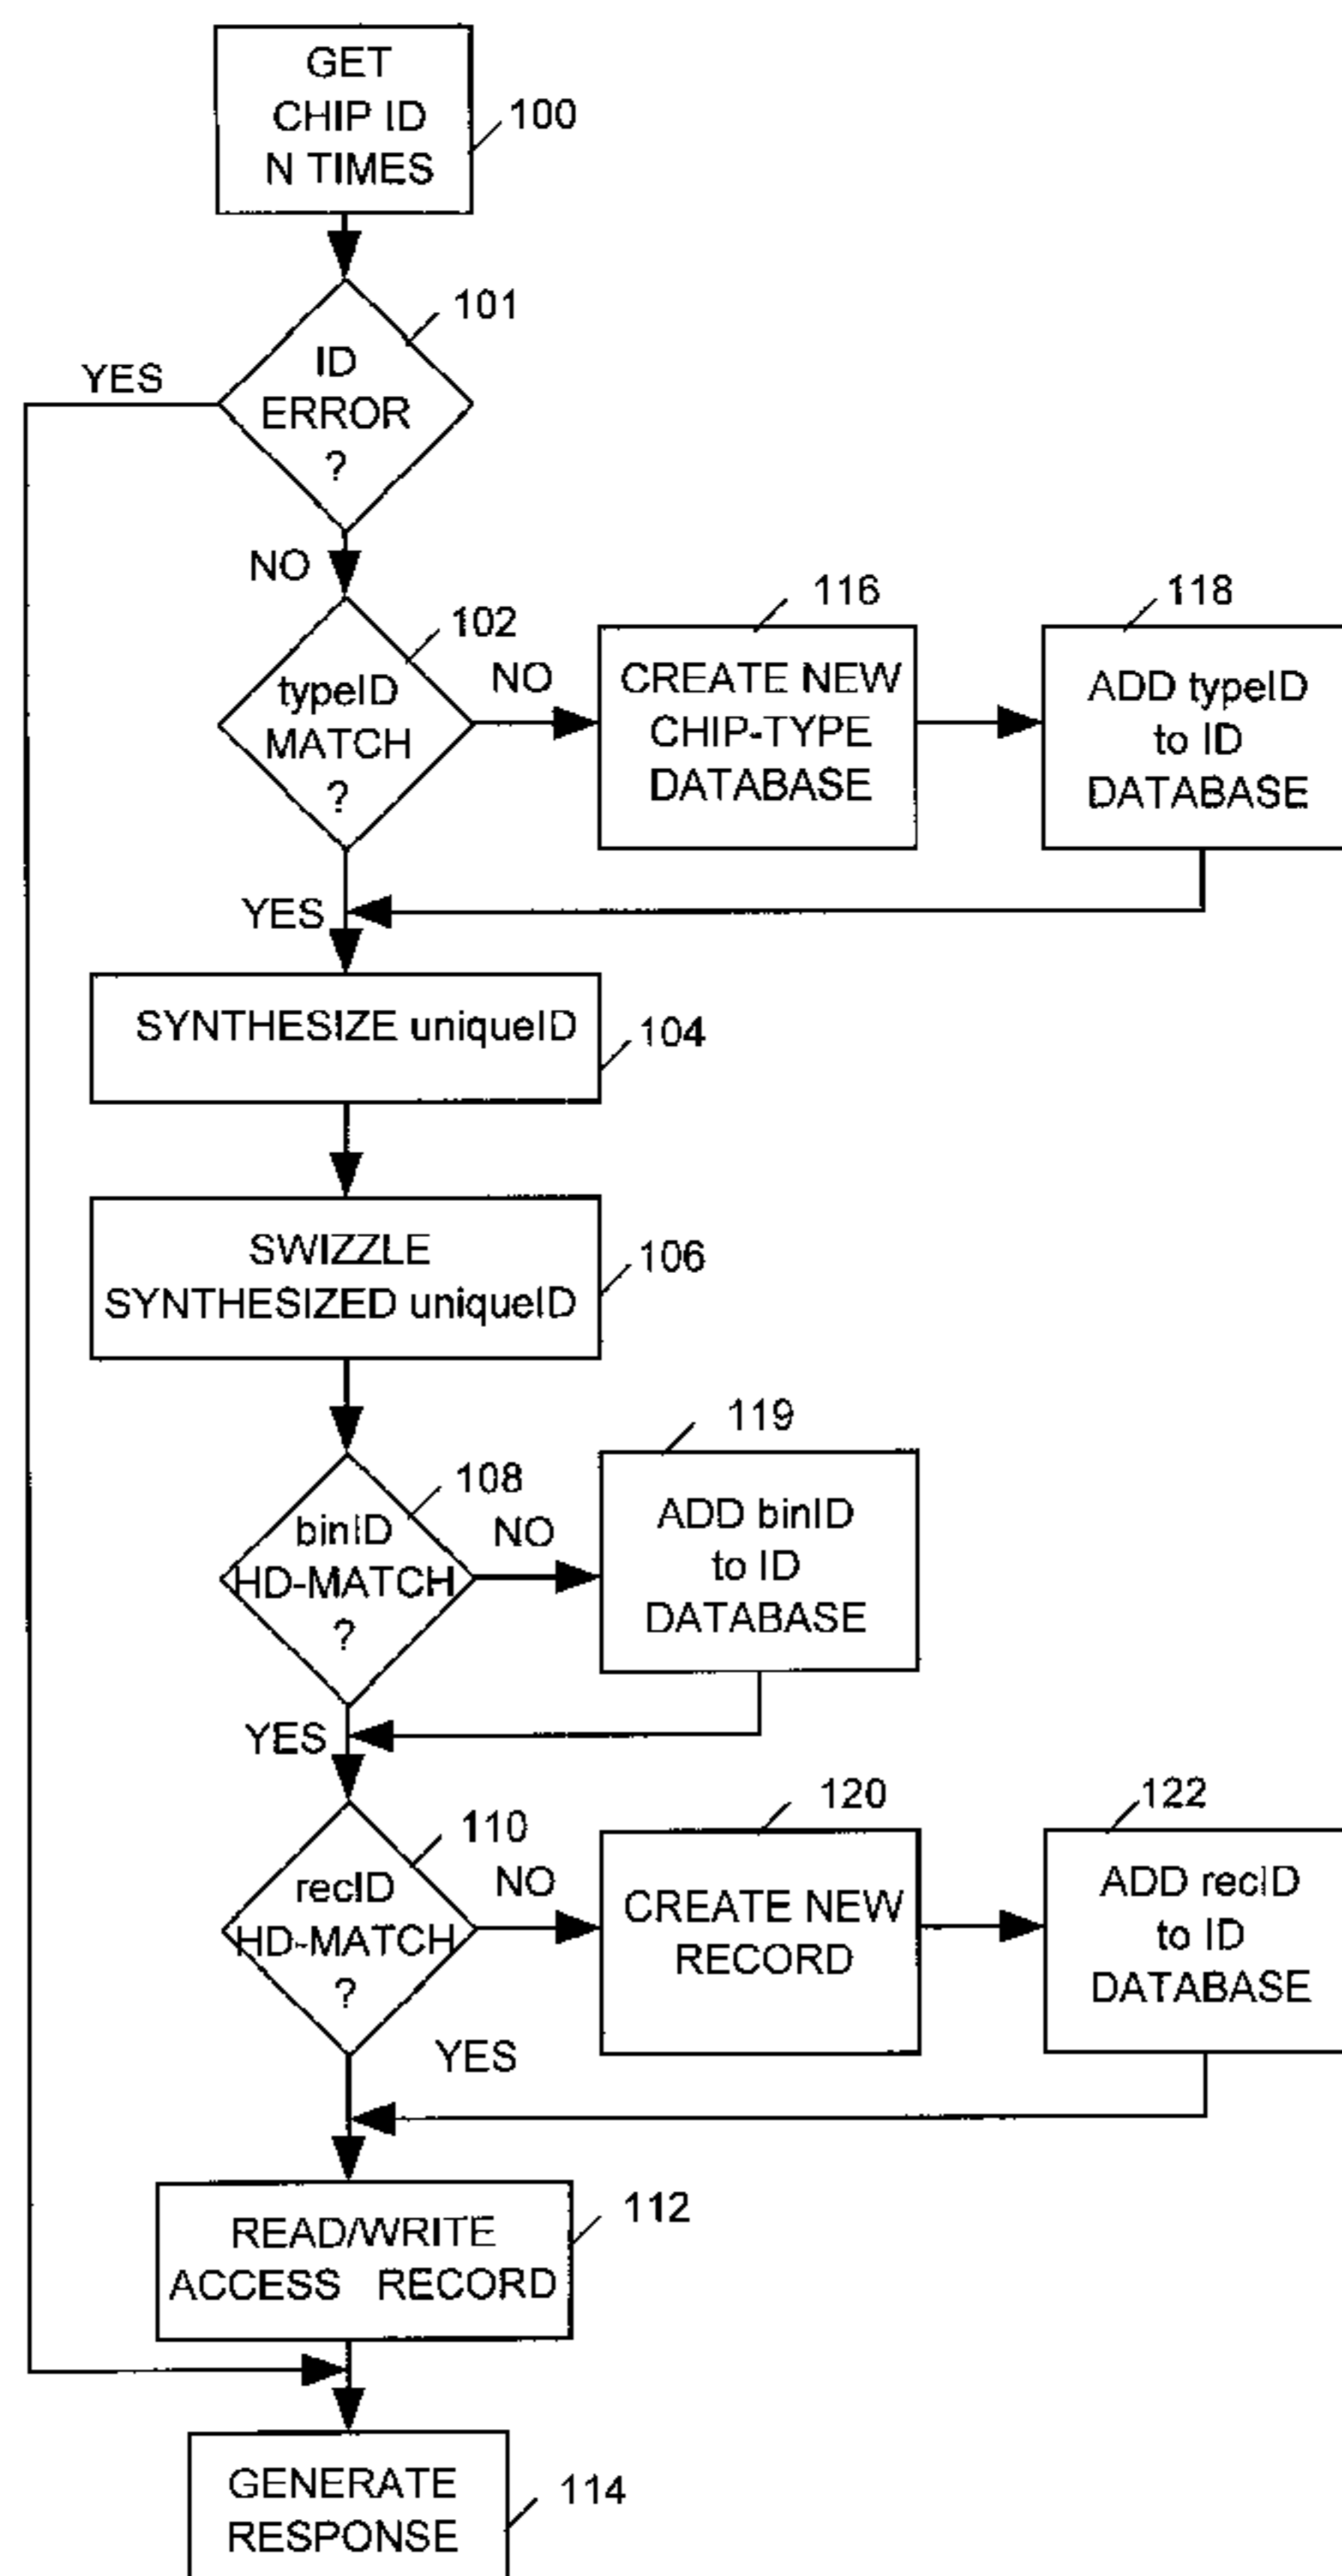 GET
CHIP ID
N TIMES
100
101
ID
ERROR
?
YES
NO
102
typeID
MATCH
?
NO
116
CREATE NEW
CHIP-TYPE
DATABASE
118
ADD typeID
to ID
DATABASE
YES
SYNTHESIZE uniqueID
104
SWIZZLE
SYNTHESIZED uniqueID
106
108
binID
HD-MATCH
?
NO
119
ADD binID
to ID
DATABASE
YES
110
recID
HD-MATCH
?
NO
120
CREATE NEW
RECORD
122
ADD recID
to ID
DATABASE
YES
READ/WRITE
ACCESS RECORD
112
GENERATE
RESPONSE
114